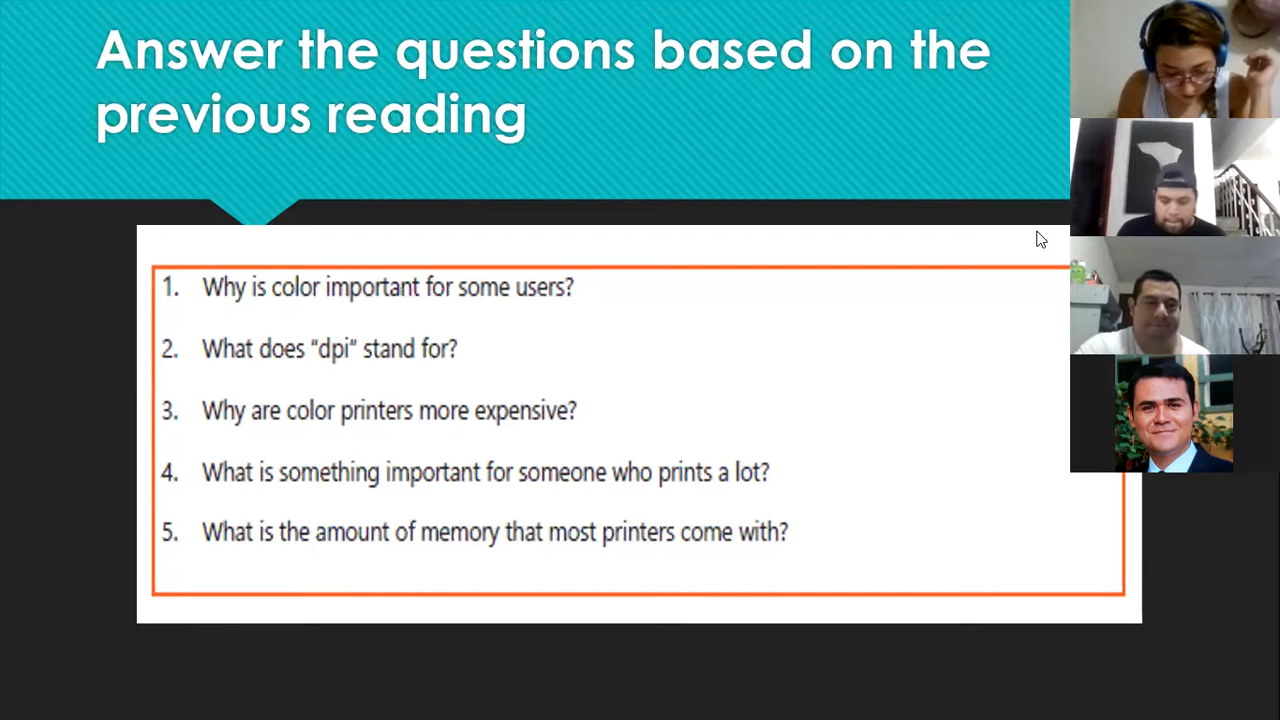 Answer the questions based on the
previous reading
1. Why is color important for some users?
2. What does “dpi” stand for?
3. Why are color printers more expensive?
4. What is something important for someone who prints a lot?
5. What is the amount of memory that most printers come with?